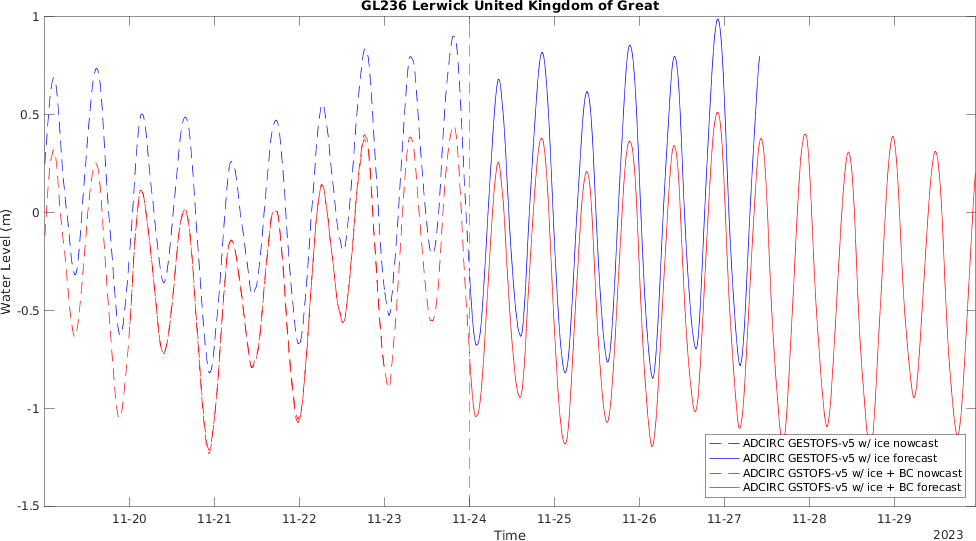 GL236 Lerwick United Kingdom of Great
1
0.5
0
-0.5
-1
-1.5
Water Level (m)
ADCIRC GESTOFS-v5 w/ ice nowcast
ADCIRC GESTOFS-v5 w/ ice forecast
ADCIRC GSTOFS-v5 w/ ice + BC nowcast
ADCIRC GSTOFS-v5 w/ ice + BC forecast
11-20 11-21 11-22 11-23 11-24 11-25 11-26 11-27 11-28 11-29
Time
2023